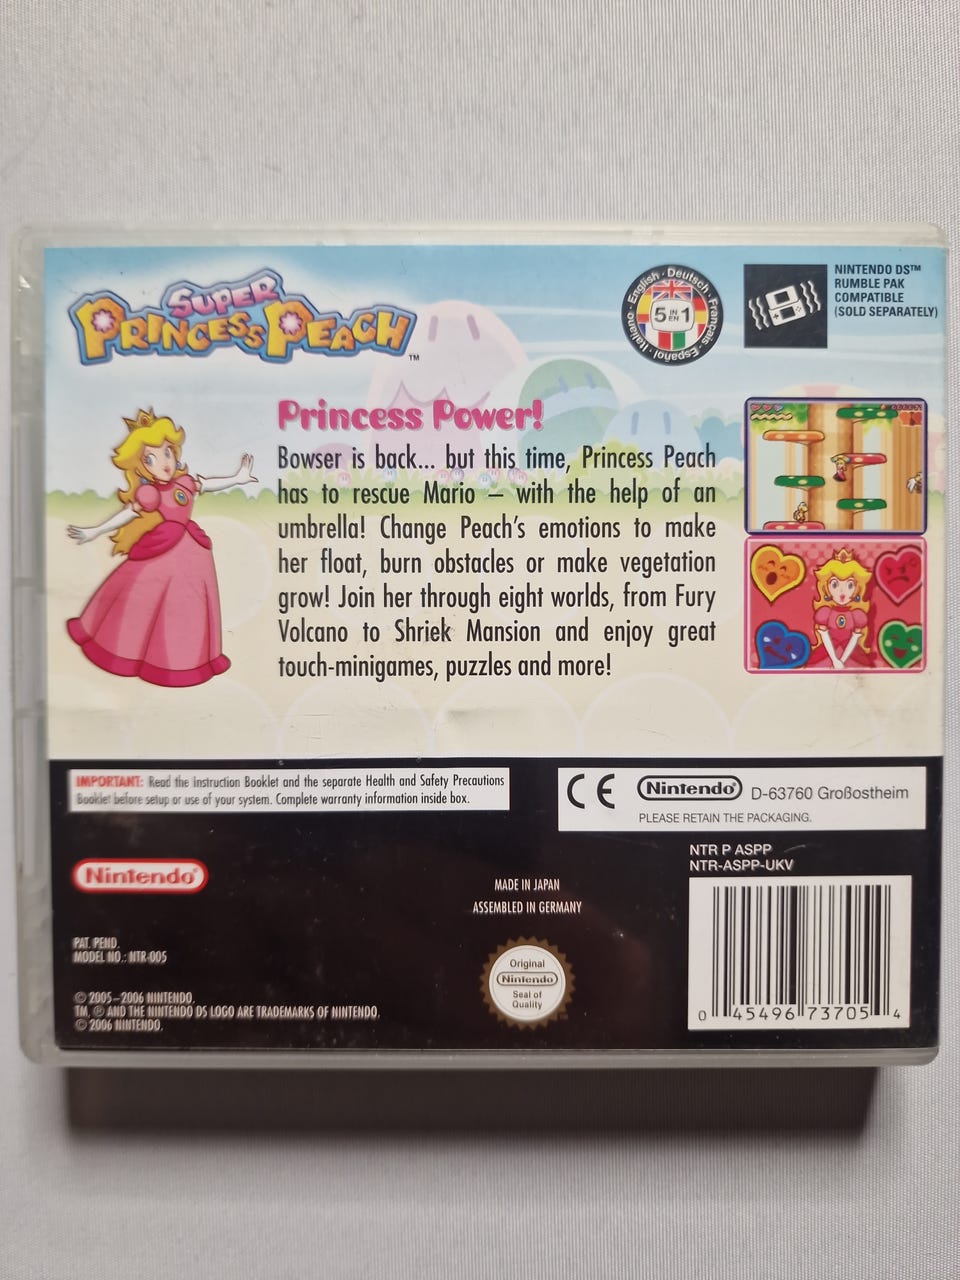 SUPER
PRINCESS PEACH™
English · Deutsch · Français · Español · Italiano
5 IN EN 1
NINTENDO DS™
RUMBLE PAK
COMPATIBLE
(SOLD SEPARATELY)
Princess Power!
Bowser is back... but this time, Princess Peach
has to rescue Mario – with the help of an
umbrella! Change Peach's emotions to make
her float, burn obstacles or make vegetation
grow! Join her through eight worlds, from Fury
Volcano to Shriek Mansion and enjoy great
touch-minigames, puzzles and more!
IMPORTANT: Read the Instruction Booklet and the separate Health and Safety Precautions
Booklet before setup or use of your system. Complete warranty information inside box.
CE Nintendo® D-63760 Großostheim
PLEASE RETAIN THE PACKAGING.
NTR P ASPP
NTR-ASPP-UKV
Nintendo®
MADE IN JAPAN
ASSEMBLED IN GERMANY
PAT. PEND.
MODEL NO.: NTR-005
Original
Nintendo
Seal of
Quality
© 2005–2006 NINTENDO.
TM, ® AND THE NINTENDO DS LOGO ARE TRADEMARKS OF NINTENDO.
© 2006 NINTENDO.
0 45496 73705 4